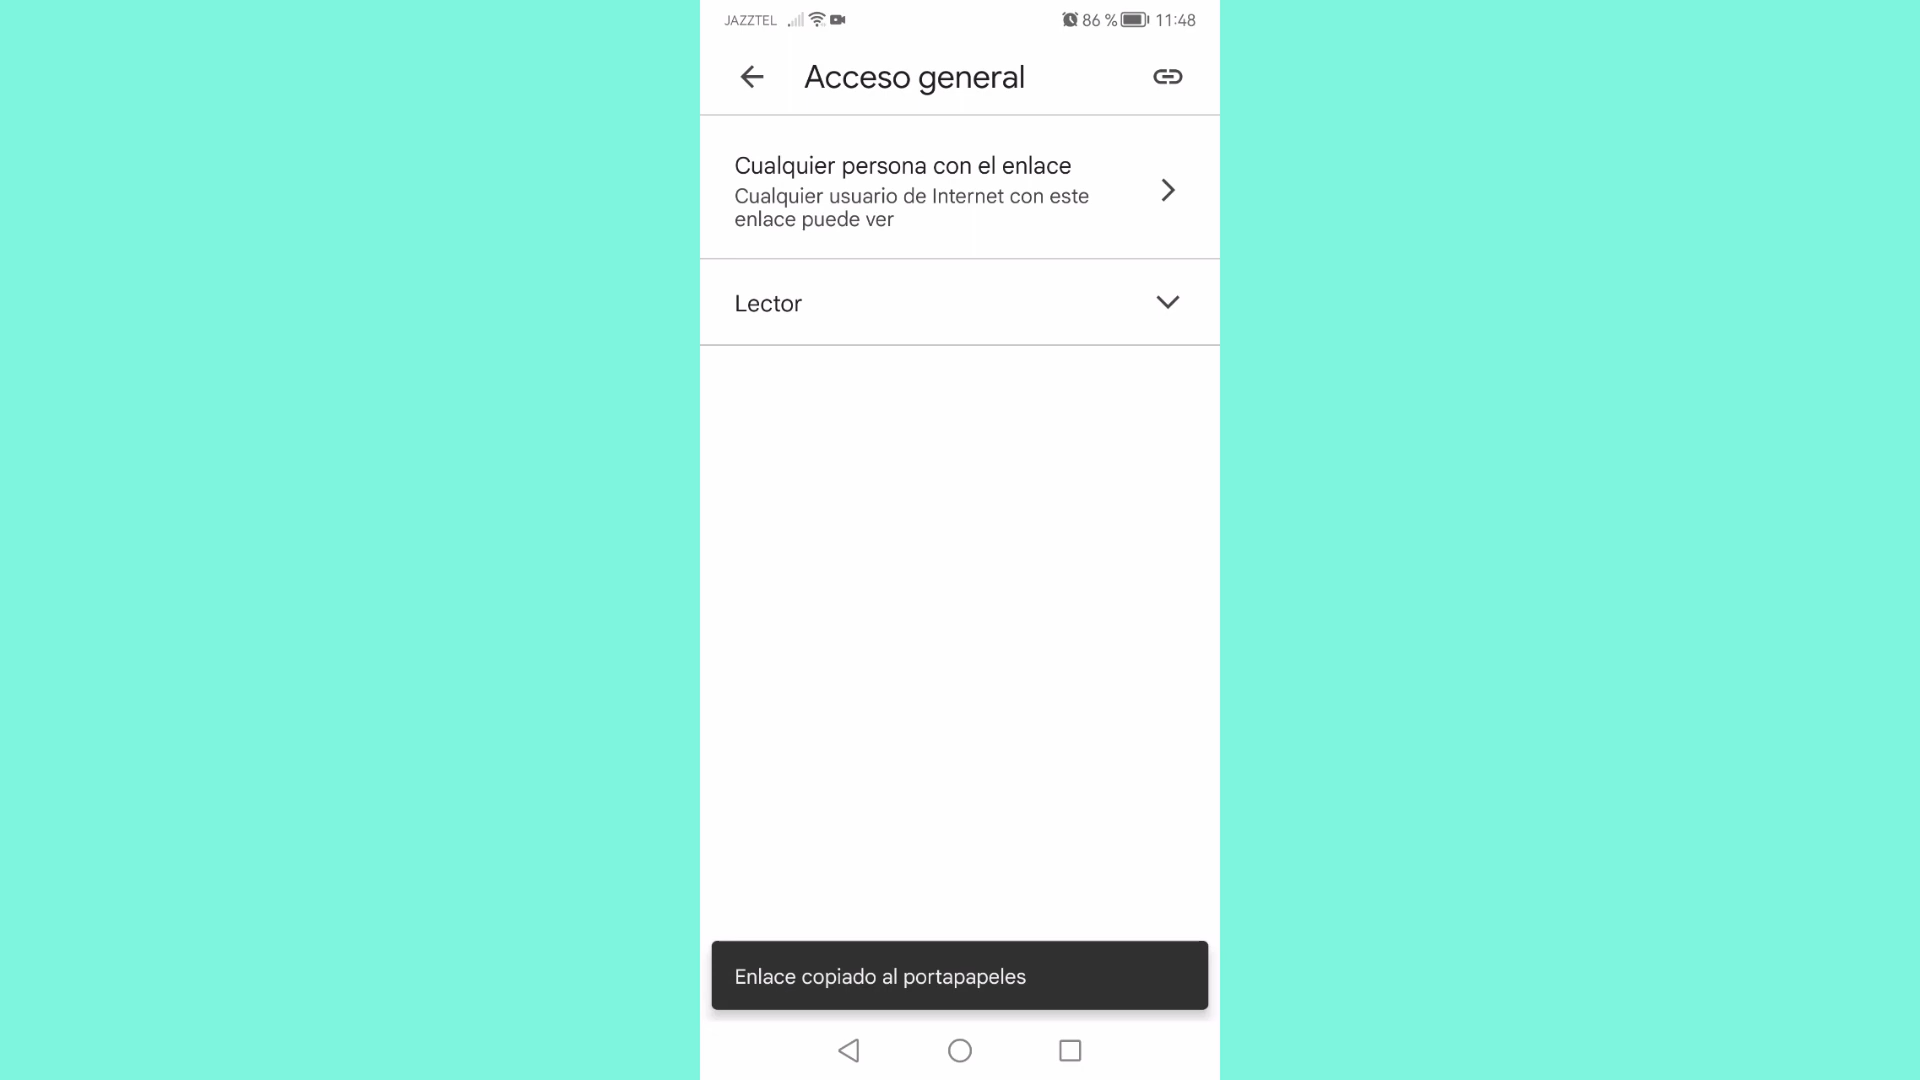 JAZZTEL 86 % 11:48
Acceso general
Cualquier persona con el enlace
Cualquier usuario de Internet con este
enlace puede ver
Lector
Enlace copiado al portapapeles